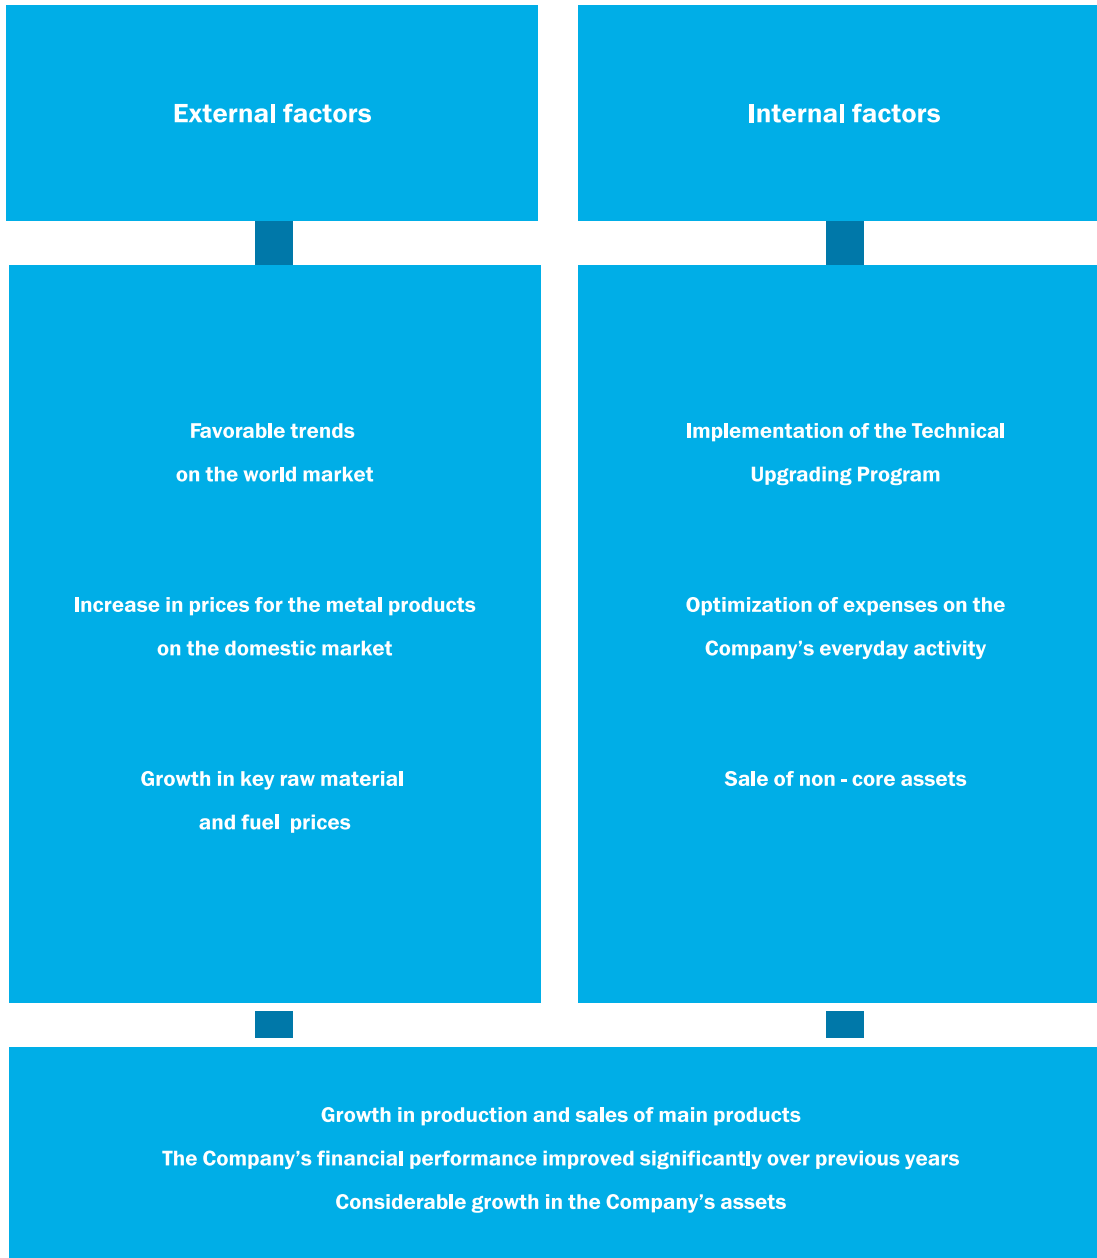 External factors
Internal factors
Favorable trends
on the world market
Increase in prices for the metal products
on the domestic market
Growth in key raw material
and fuel prices
Implementation of the Technical
Upgrading Program
Optimization of expenses on the
Company's everyday activity
Sale of non - core assets
Growth in production and sales of main products
The Company's financial performance improved significantly over previous years
Considerable growth in the Company's assets